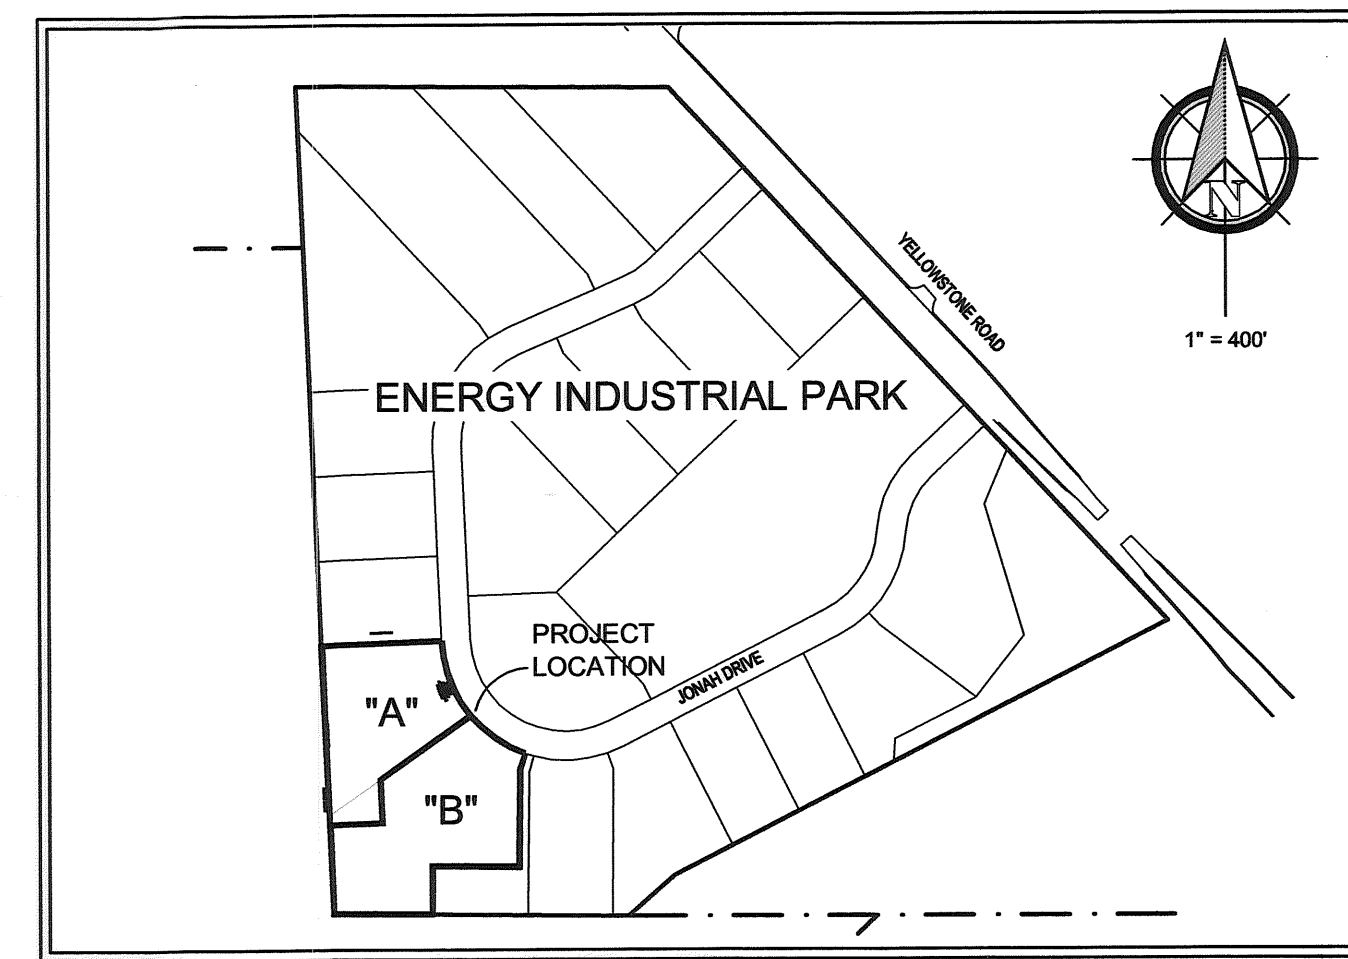 N
YELLOWSTONE ROAD
1" = 400'
ENERGY INDUSTRIAL PARK
PROJECT
LOCATION
JONAH DRIVE
"A"
"B"